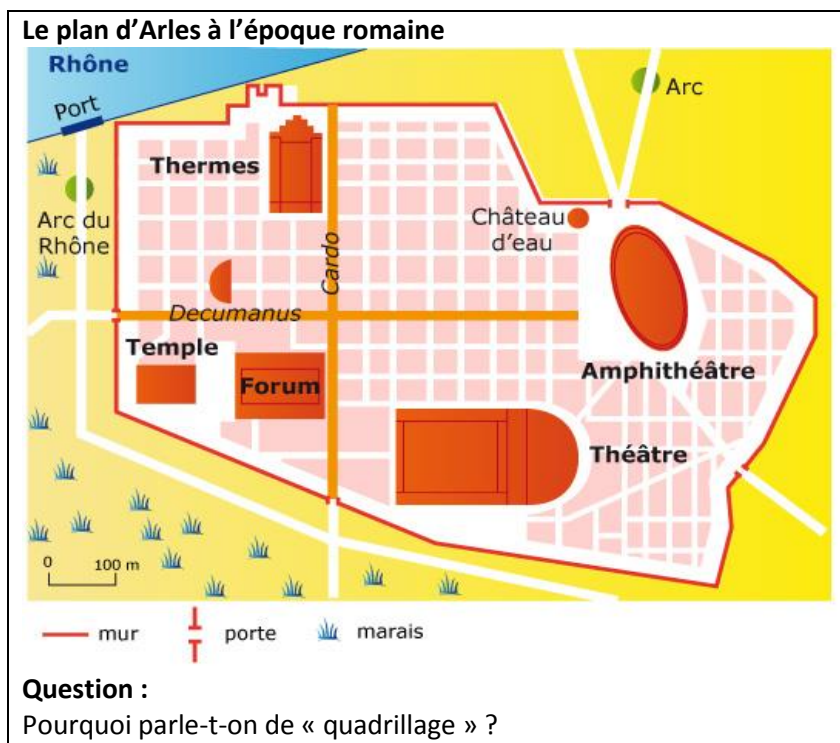 Le plan d’Arles à l’époque romaine
Rhône
Port
Arc
Thermes
Arc du
Rhône
Château
d’eau
Cardo
Decumanus
Temple
Forum
Amphithéâtre
Théâtre
0 100 m
mur porte marais
Question :
Pourquoi parle-t-on de « quadrillage » ?